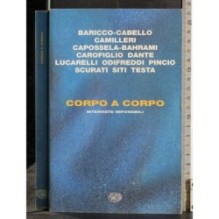 BARICCO-CABELLO
CAMILLERI
CAPOSSELA-BAHRAMI
CAROFIGLIO DANTE
LUCARELLI ODIFREDDI PINCIO
SCURATI SITI TESTA
CORPO A CORPO
INTERVISTE IMPOSSIBILI